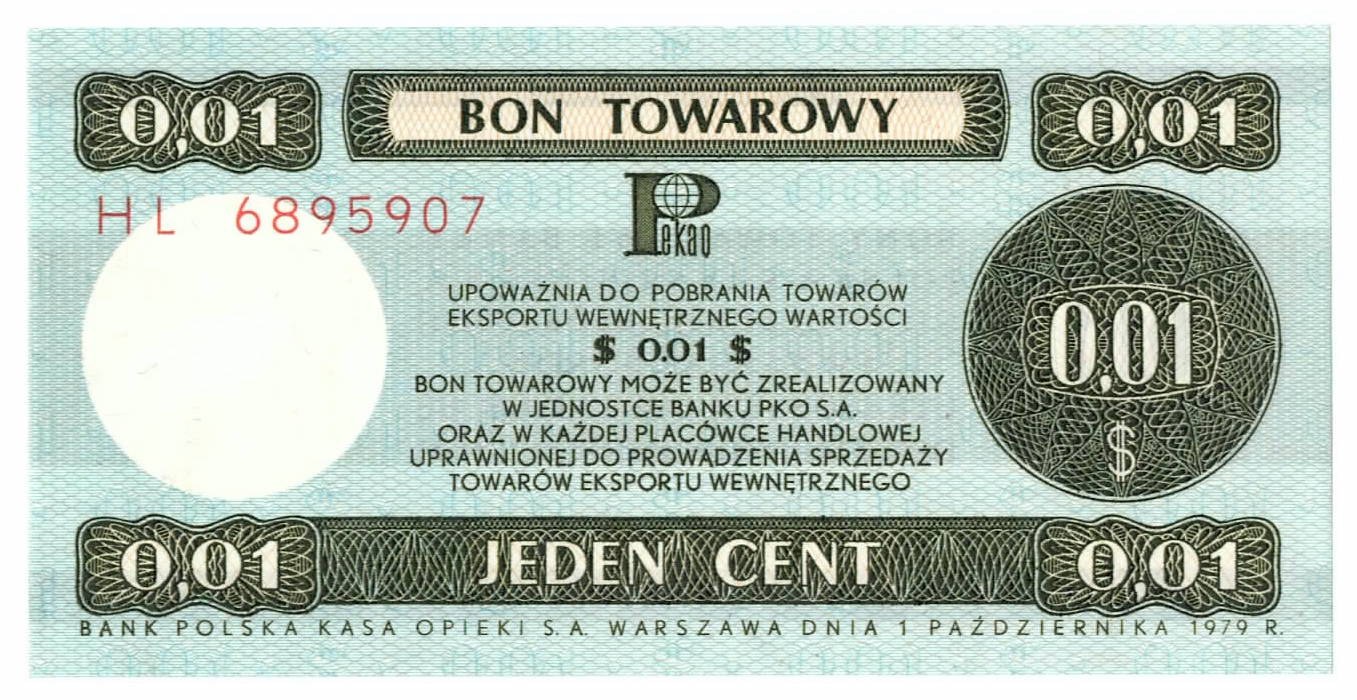 0,01 BON TOWAROWY 0,01
HL 6895907
Pekao
UPOWAŻNIA DO POBRANIA TOWARÓW
EKSPORTU WEWNĘTRZNEGO WARTOŚCI
$ 0.01 $
BON TOWAROWY MOŻE BYĆ ZREALIZOWANY
W JEDNOSTCE BANKU PKO S.A.
ORAZ W KAŻDEJ PLACÓWCE HANDLOWEJ
UPRAWNIONEJ DO PROWADZENIA SPRZEDAŻY
TOWARÓW EKSPORTU WEWNĘTRZNEGO
0,01
$
0,01 JEDEN CENT 0,01
BANK POLSKA KASA OPIEKI S.A. WARSZAWA DNIA 1 PAŹDZIERNIKA 1979 R.